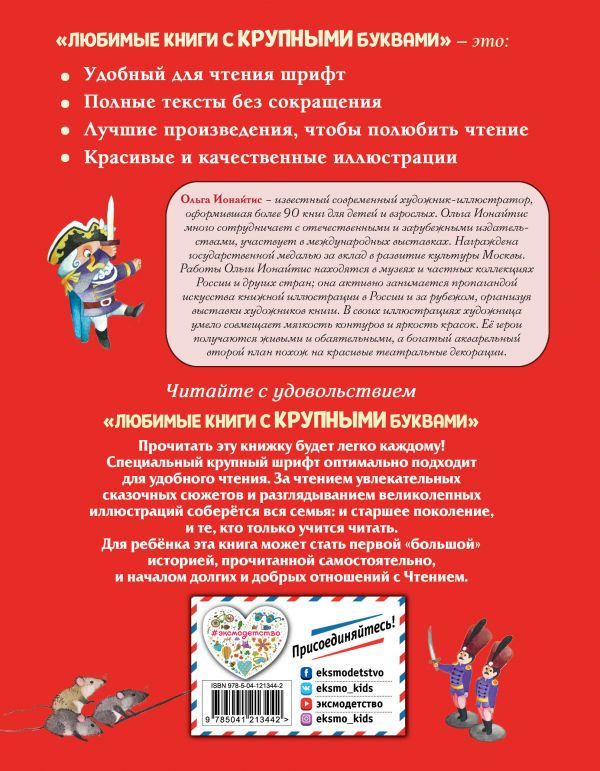 «ЛЮБИМЫЕ КНИГИ С КРУПНЫМИ БУКВАМИ» – это:
• Удобный для чтения шрифт
• Полные тексты без сокращения
• Лучшие произведения, чтобы полюбить чтение
• Красивые и качественные иллюстрации
Ольга Ионайтис – известный современный художник-иллюстратор,
оформившая более 90 книг для детей и взрослых. Ольга Ионайтис
много сотрудничает с отечественными и зарубежными издатель-
ствами, участвует в международных выставках. Награждена
государственной медалью за вклад в развитие культуры Москвы.
Работы Ольги Ионайтис находятся в музеях и частных коллекциях
России и других стран; она активно занимается пропагандой
искусства книжной иллюстрации в России и за рубежом, организуя
выставки художников книги. В своих иллюстрациях художница
умело совмещает мягкость контуров и яркость красок. Её герои
получаются живыми и обаятельными, а богатый акварельный
второй план похож на красивые театральные декорации.
Читайте с удовольствием
«ЛЮБИМЫЕ КНИГИ С КРУПНЫМИ БУКВАМИ»
Прочитать эту книжку будет легко каждому!
Специальный крупный шрифт оптимально подходит
для удобного чтения. За чтением увлекательных
сказочных сюжетов и разглядыванием великолепных
иллюстраций соберётся вся семья: и старшее поколение,
и те, кто только учится читать.
Для ребёнка эта книга может стать первой «большой»
историей, прочитанной самостоятельно,
и началом долгих и добрых отношений с Чтением.
#эксмодетство
Присоединяйтесь!
ISBN 978-5-04-121344-2
9 785041 213442 >
eksmodetstvo
eksmo_kids
эксмодетство
eksmo_kids